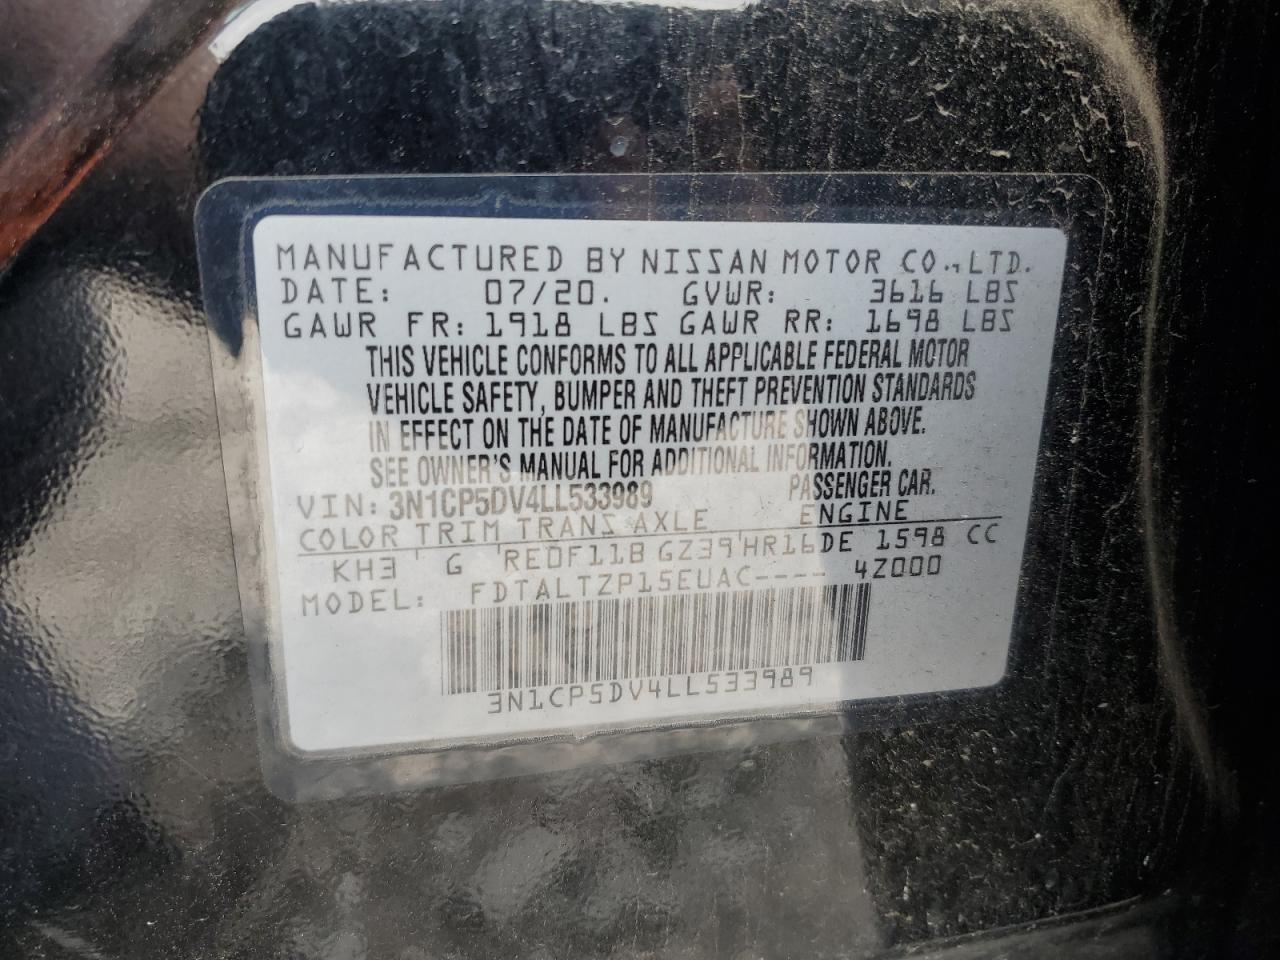 MANUFACTURED BY NISSAN MOTOR CO., LTD.
DATE: 07/20. GVWR: 3616 LBS
GAWR FR: 1918 LBS GAWR RR: 1698 LBS
THIS VEHICLE CONFORMS TO ALL APPLICABLE FEDERAL MOTOR
VEHICLE SAFETY, BUMPER AND THEFT PREVENTION STANDARDS
IN EFFECT ON THE DATE OF MANUFACTURE SHOWN ABOVE.
SEE OWNER'S MANUAL FOR ADDITIONAL INFORMATION.
VIN: 3N1CP5DV4LL533989 PASSENGER CAR.
COLOR TRIM TRANS AXLE ENGINE
KH3 ' G 'RE0F11B GZ39'HR16DE 1598 CC
MODEL: FDTALTZP15EUAC---- 4Z000
3N1CP5DV4LL533989